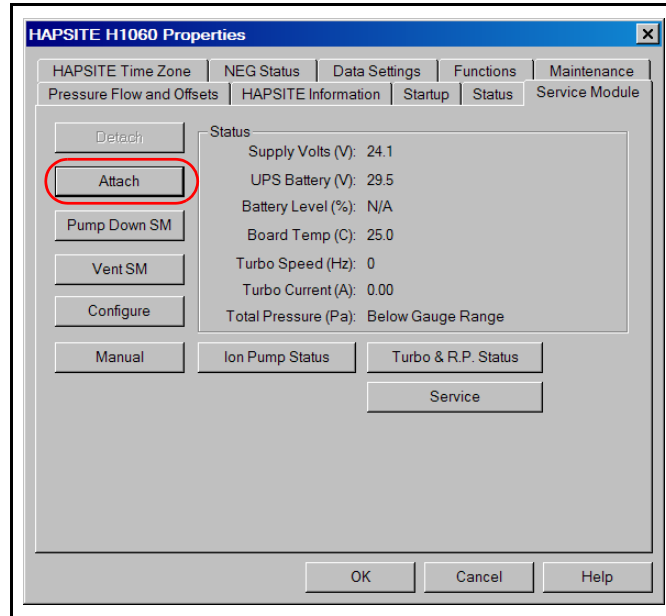 HAPSITE H1060 Properties
HAPSITE Time Zone NEG Status Data Settings Functions Maintenance
Pressure Flow and Offsets HAPSITE Information Startup Status Service Module
Detach
Attach
Pump Down SM
Vent SM
Configure
Manual
Status
Supply Volts (V): 24.1
UPS Battery (V): 29.5
Battery Level (%): N/A
Board Temp (C): 25.0
Turbo Speed (Hz): 0
Turbo Current (A): 0.00
Total Pressure (Pa): Below Gauge Range
Ion Pump Status Turbo & R.P. Status
Service
OK Cancel Help